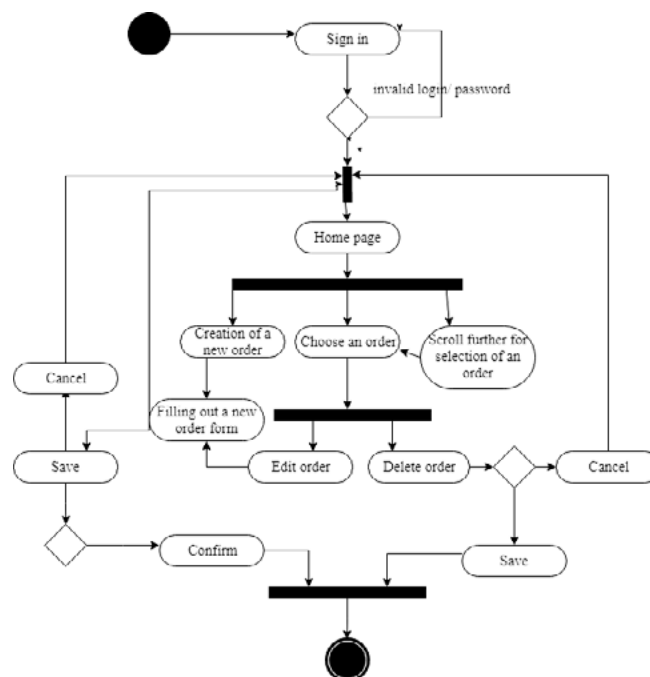 Sign in
invalid login/ password
Home page
Creation of a
new order
Choose an order
Scroll further for
selection of an
order
Cancel
Filling out a new
order form
Save
Edit order
Delete order
Cancel
Confirm
Save